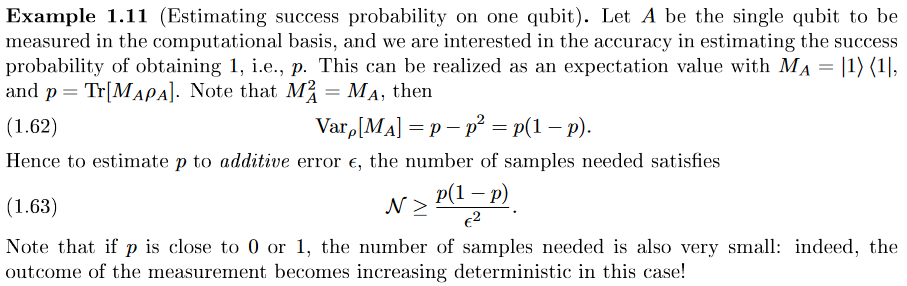 Example 1.11 (Estimating success probability on one qubit). Let A be the single qubit to be
measured in the computational basis, and we are interested in the accuracy in estimating the success
probability of obtaining 1, i.e., p. This can be realized as an expectation value with M_A = |1⟩ ⟨1|,
and p = Tr[M_A ρ_A]. Note that M_A^2 = M_A, then
(1.62) Var_ρ[M_A] = p − p^2 = p(1 − p).
Hence to estimate p to additive error ϵ, the number of samples needed satisfies
(1.63) 𝒩 ≥ p(1 − p) / ϵ^2 .
Note that if p is close to 0 or 1, the number of samples needed is also very small: indeed, the
outcome of the measurement becomes increasing deterministic in this case!